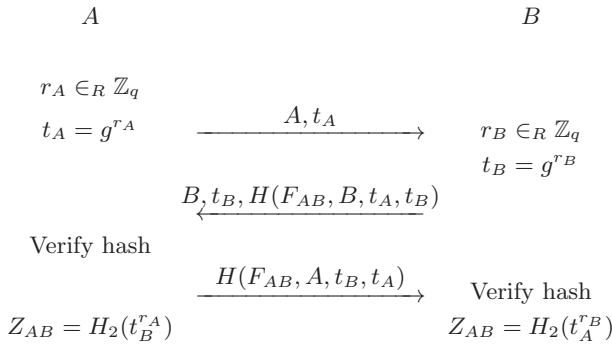 A B
r_A ∈_R ℤ_q
t_A = g^{r_A} A, t_A r_B ∈_R ℤ_q
t_B = g^{r_B}
B, t_B, H(F_{AB}, B, t_A, t_B)
Verify hash
H(F_{AB}, A, t_B, t_A) Verify hash
Z_{AB} = H_2(t_B^{r_A}) Z_{AB} = H_2(t_A^{r_B})